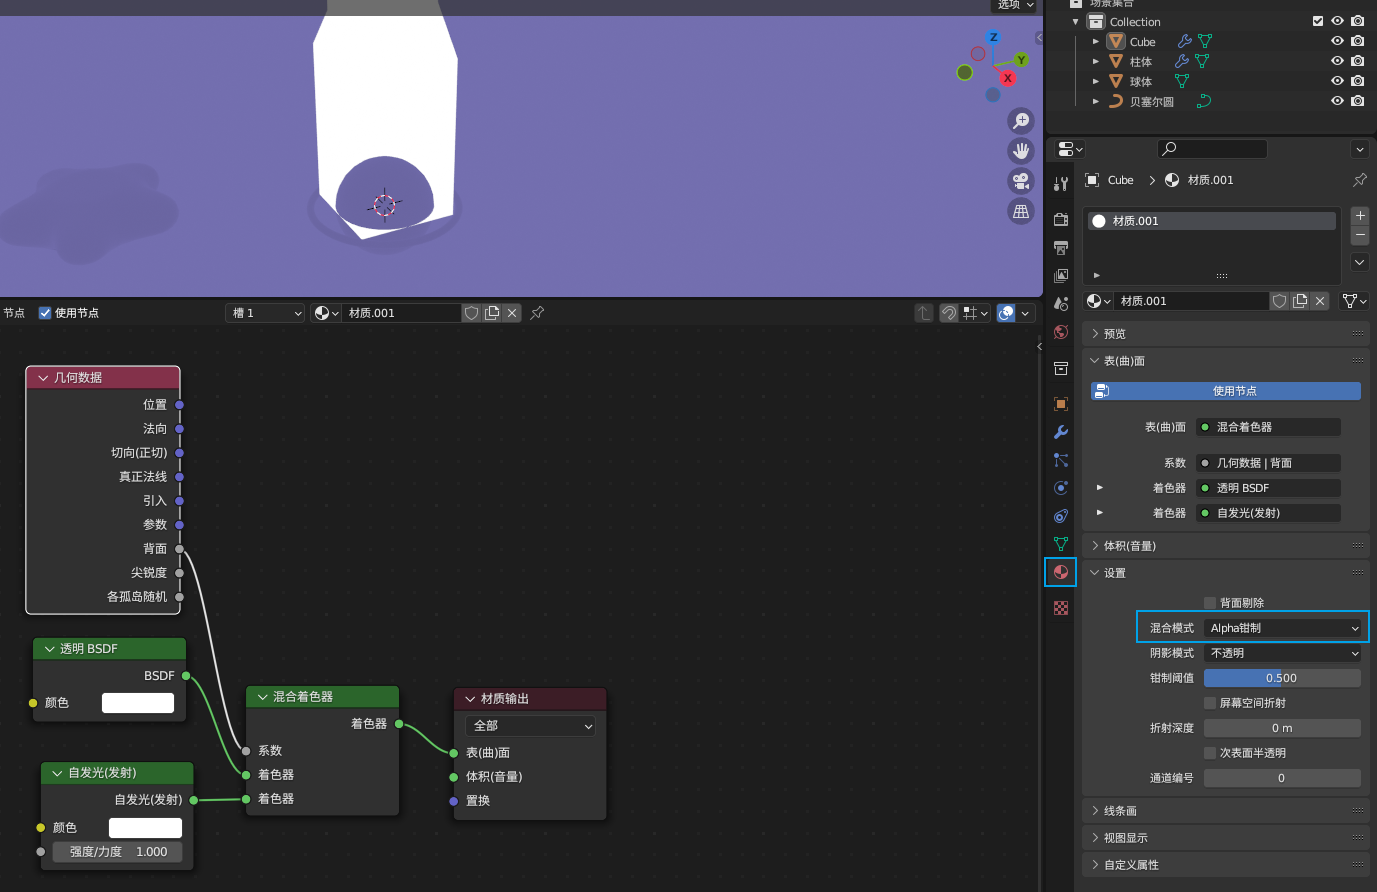 选项
场景集合
Collection
Cube
柱体
球体
贝塞尔圆
Z
Y
X
Cube
材质.001
材质.001
节点
使用节点
槽 1
材质.001
材质.001
预览
表(曲)面
使用节点
表(曲)面
混合着色器
系数
几何数据 | 背面
着色器
透明 BSDF
着色器
自发光(发射)
体积(音量)
设置
背面剔除
混合模式
Alpha钳制
阴影模式
不透明
钳制阈值
0.500
屏幕空间折射
折射深度
0 m
次表面半透明
通道编号
0
线条画
视图显示
自定义属性
几何数据
位置
法向
切向(正切)
真正法线
引入
参数
背面
尖锐度
各孤岛随机
透明 BSDF
BSDF
颜色
自发光(发射)
自发光(发射)
颜色
强度/力度 1.000
混合着色器
着色器
系数
着色器
着色器
材质输出
全部
表(曲)面
体积(音量)
置换